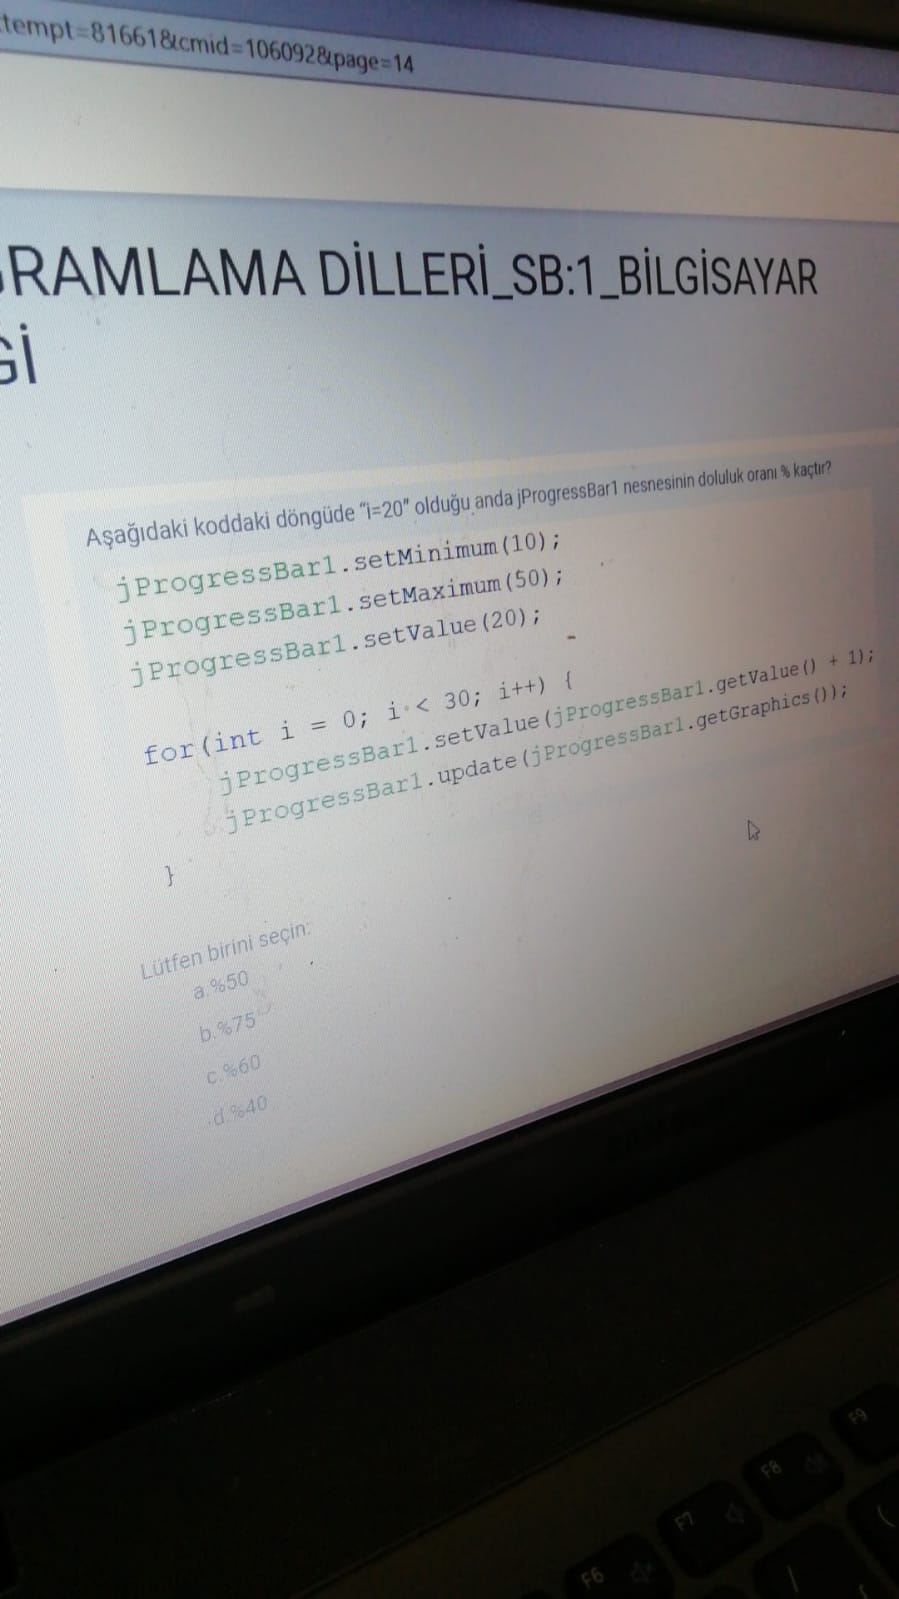 tempt=81661&cmid=106092&page=14
RAMLAMA DİLLERİ_SB:1_BİLGİSAYAR
Gİ
Aşağıdaki koddaki döngüde "i=20" olduğu anda jProgressBar1 nesnesinin doluluk oranı % kaçtır?
jProgressBar1.setMinimum(10);
jProgressBar1.setMaximum(50);
jProgressBar1.setValue(20);
for(int i = 0; i < 30; i++) {
jProgressBar1.setValue(jProgressBar1.getValue() + 1);
jProgressBar1.update(jProgressBar1.getGraphics());
}
Lütfen birini seçin:
a.%50
b.%75
c.%60
d.%40
F6
F7
F8
F9